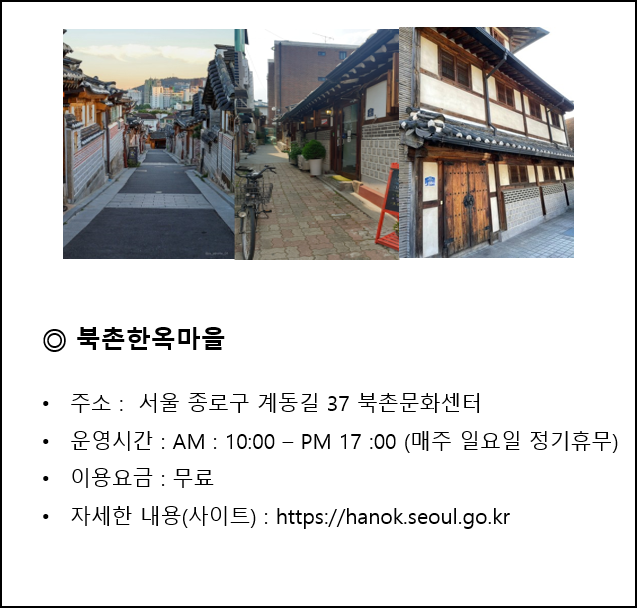 ◎ 북촌한옥마을
• 주소 : 서울 종로구 계동길 37 북촌문화센터
• 운영시간 : AM : 10:00 – PM 17 :00 (매주 일요일 정기휴무)
• 이용요금 : 무료
• 자세한 내용(사이트) : https://hanok.seoul.go.kr